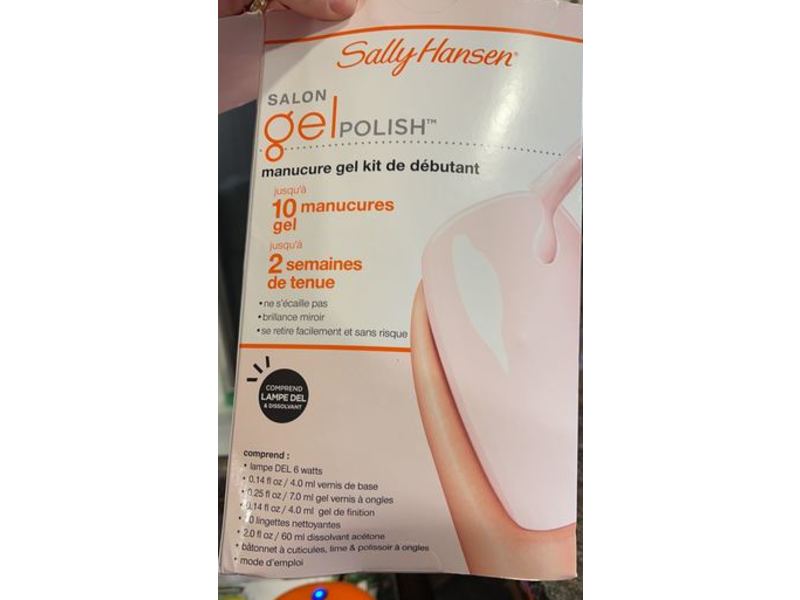 Sally Hansen®
SALON
gel POLISH™
manucure gel kit de débutant
jusqu'à
10 manucures
gel
jusqu'à
2 semaines
de tenue
•ne s'écaille pas
•brillance miroir
•se retire facilement et sans risque
COMPREND
LAMPE DEL
& DISSOLVANT
comprend :
• lampe DEL 6 watts
• 0.14 fl oz / 4.0 ml vernis de base
• 0.25 fl oz / 7.0 ml gel vernis à ongles
• 0.14 fl oz / 4.0 ml gel de finition
lingettes nettoyantes
• 2.0 fl oz / 60 ml dissolvant acétone
• bâtonnet à cuticules, lime & polissoir à ongles
• mode d'emploi